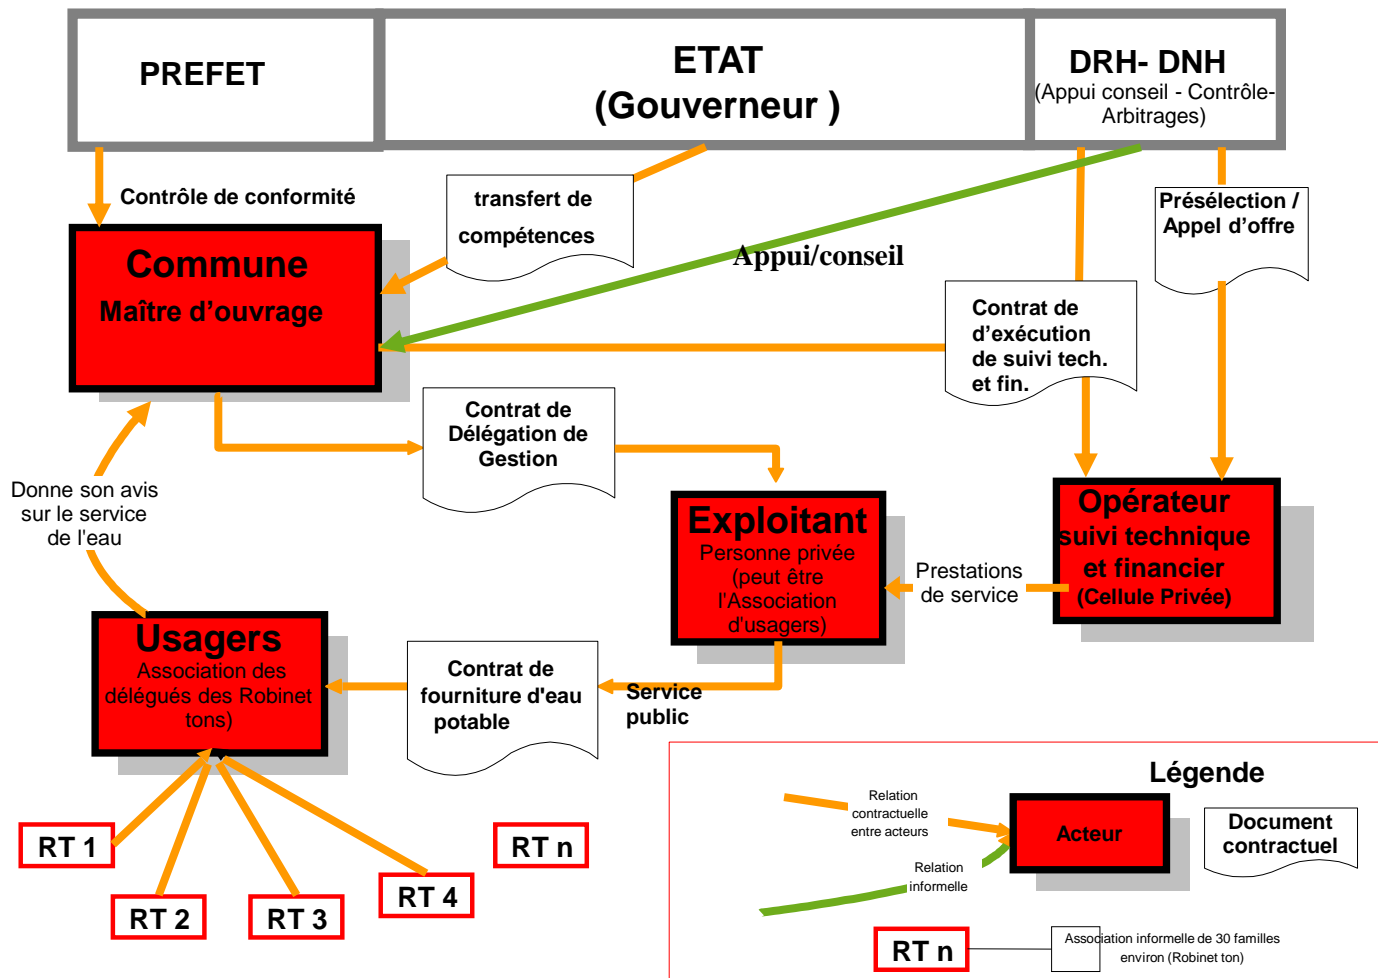 PREFET
ETAT
(Gouverneur )
DRH- DNH
(Appui conseil - Contrôle-
Arbitrages)
Contrôle de conformité
transfert de
compétences
Présélection /
Appel d’offre
Commune
Maître d’ouvrage
Appui/conseil
Contrat de
d’exécution
de suivi tech.
et fin.
Contrat de
Délégation de
Gestion
Donne son avis
sur le service
de l'eau
Exploitant
Personne privée
(peut être
l'Association
d'usagers)
Prestations
de service
Opérateur
suivi technique
et financier
(Cellule Privée)
Usagers
Association des
délégués des Robinet
tons)
Contrat de
fourniture d'eau
potable
Service
public
RT 1
RT 2
RT 3
RT 4
RT n
Légende
Relation
contractuelle
entre acteurs
Acteur
Document
contractuel
Relation
informelle
RT n
Association informelle de 30 familles
environ (Robinet ton)